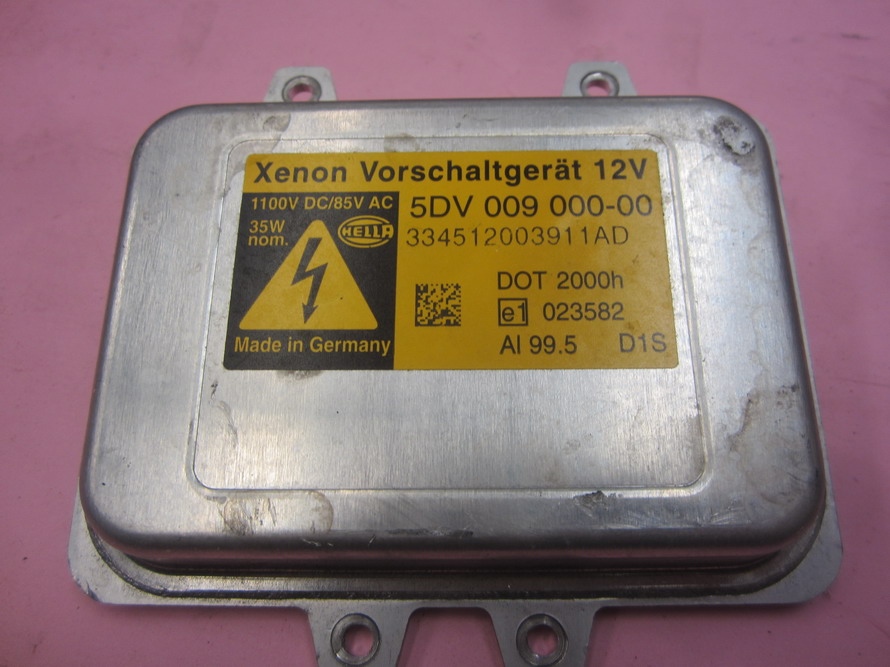 Xenon Vorschaltgerät 12V
1100V DC/85V AC
35W
nom.
HELLA
5DV 009 000-00
334512003911AD
DOT 2000h
e1 023582
Made in Germany
Al 99.5 D1S